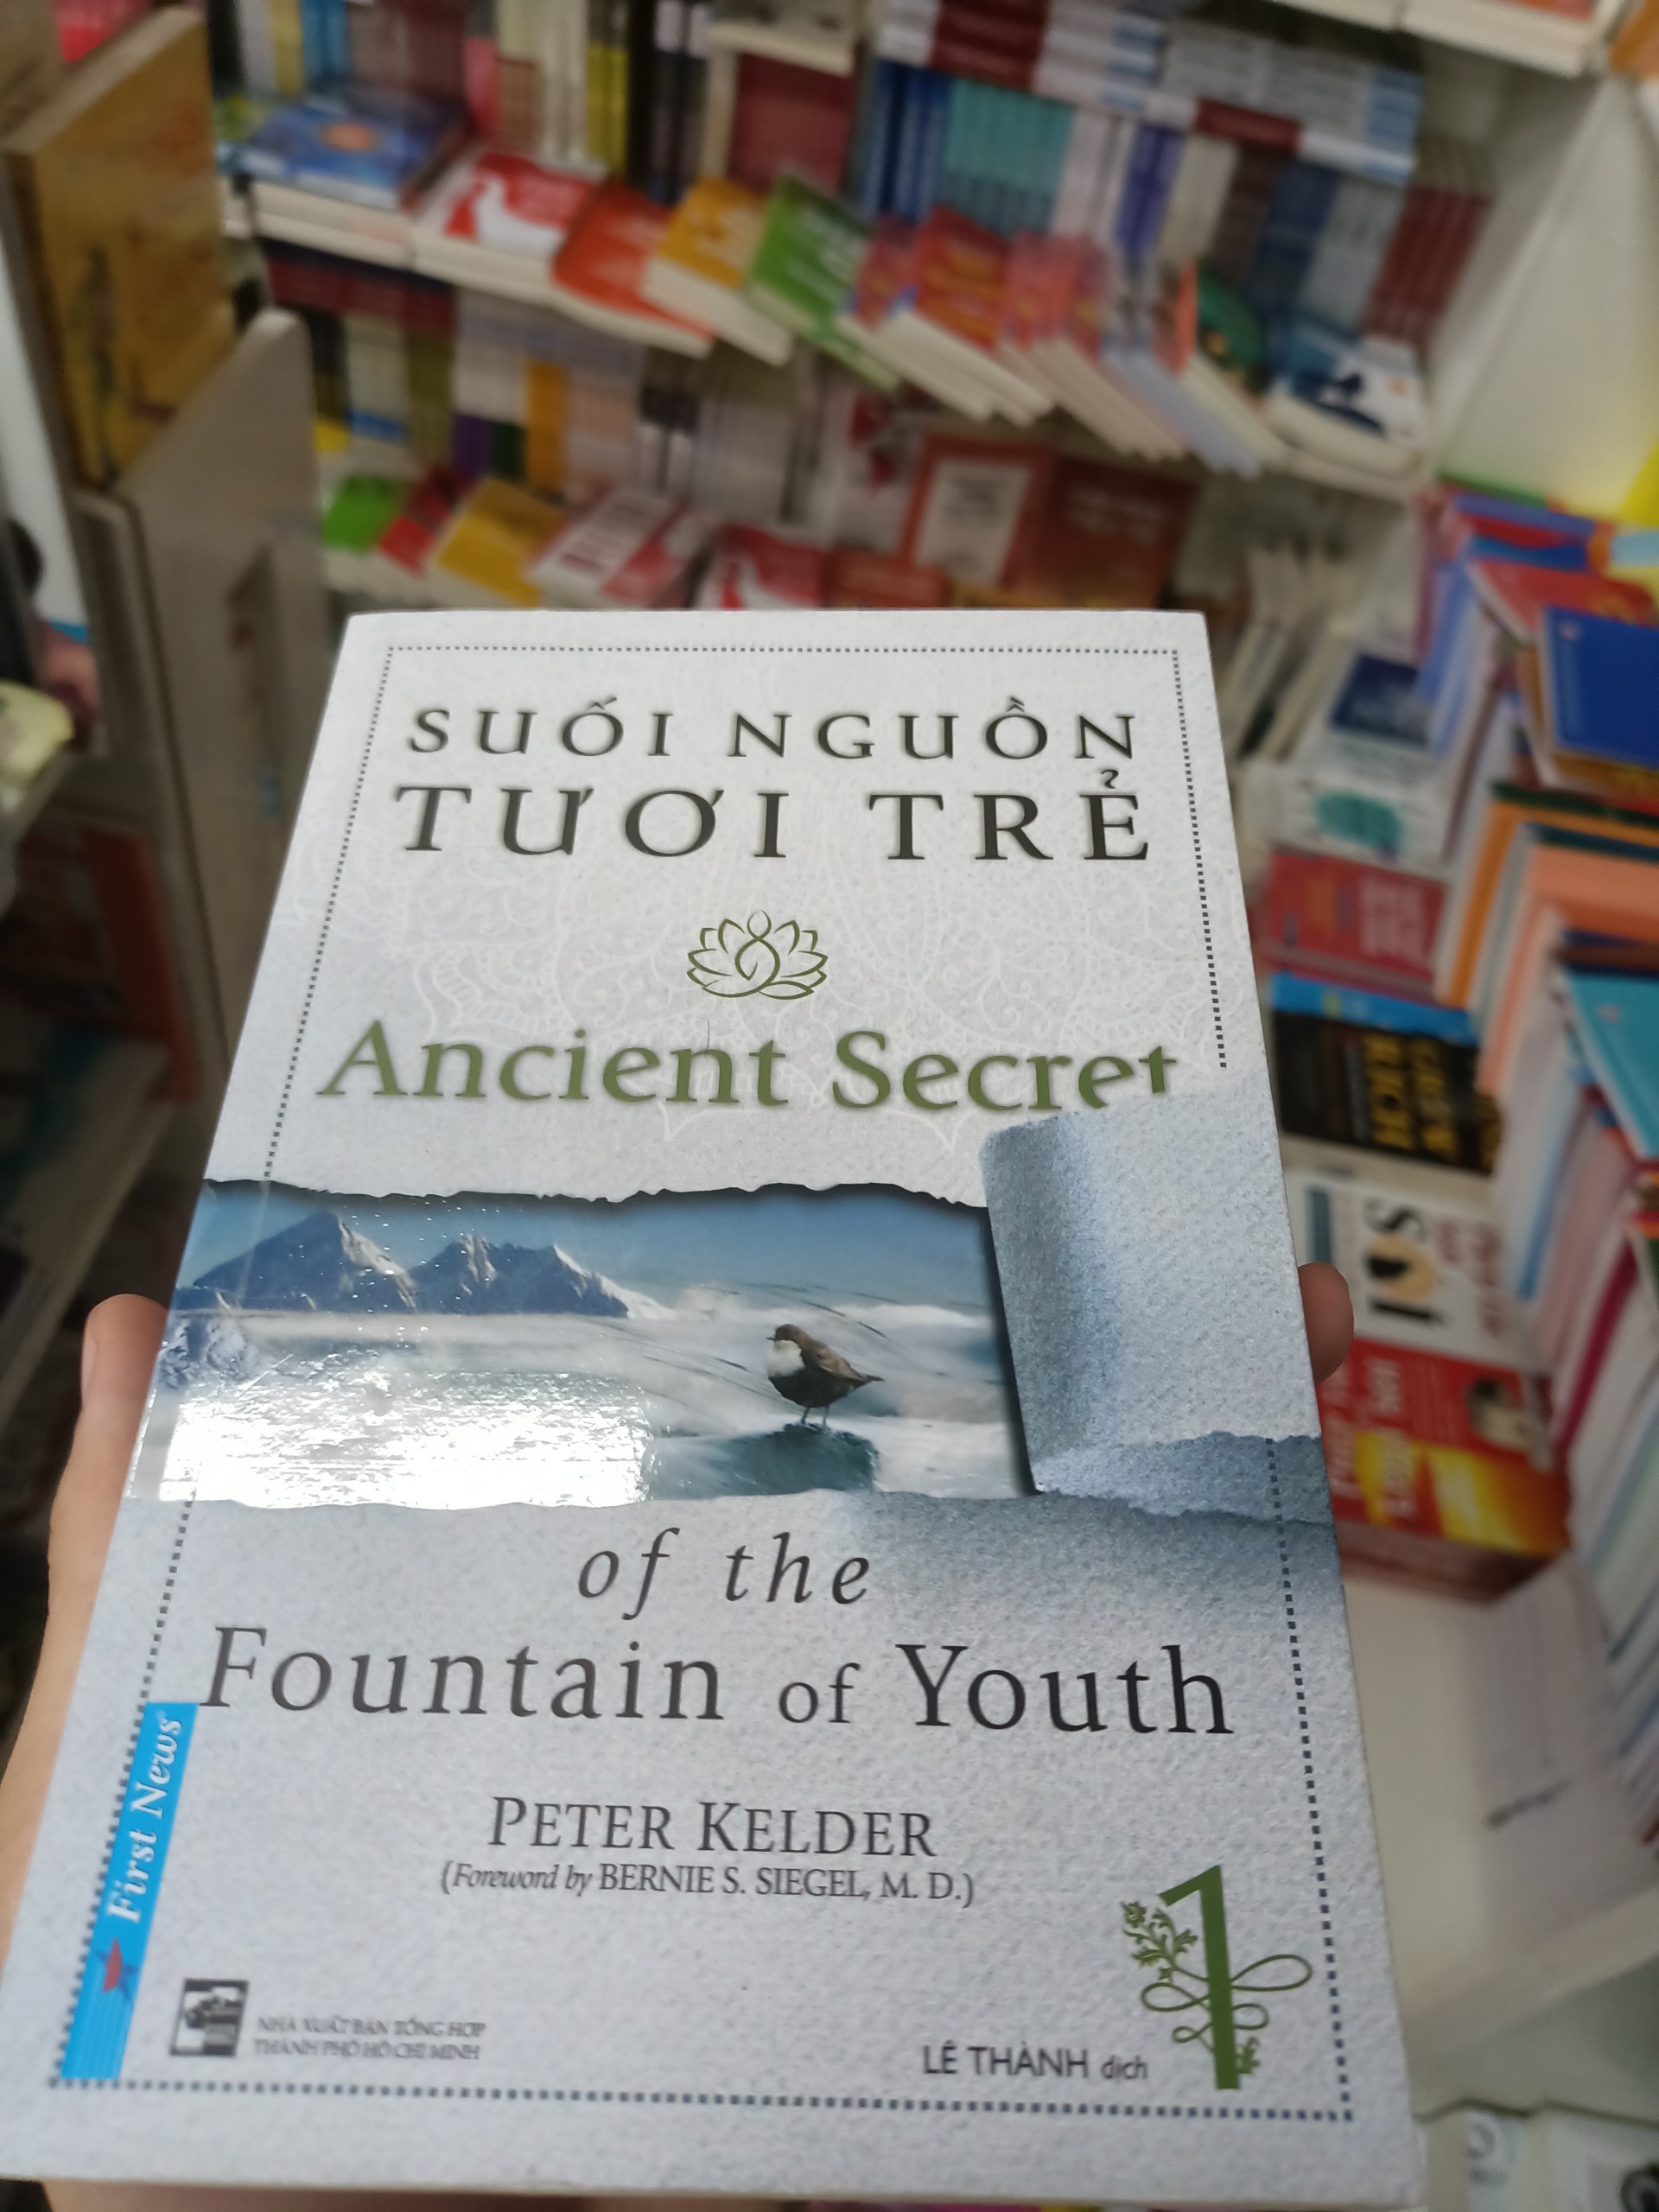 SUỐI NGUỒN
TƯƠI TRẺ
Ancient Secret
of the
Fountain of Youth
PETER KELDER
(Foreword by BERNIE S. SIEGEL, M. D.)
First News
NHÀ XUẤT BẢN TỔNG HỢP
THÀNH PHỐ HỒ CHÍ MINH
LÊ THÀNH dịch
1
RICH